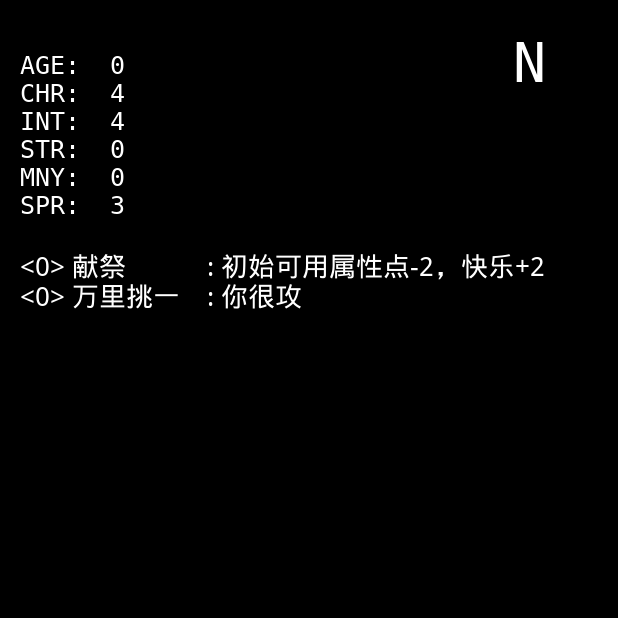 N
AGE: 0
CHR: 4
INT: 4
STR: 0
MNY: 0
SPR: 3
<O> 献祭 : 初始可用属性点-2，快乐+2
<O> 万里挑一 : 你很攻